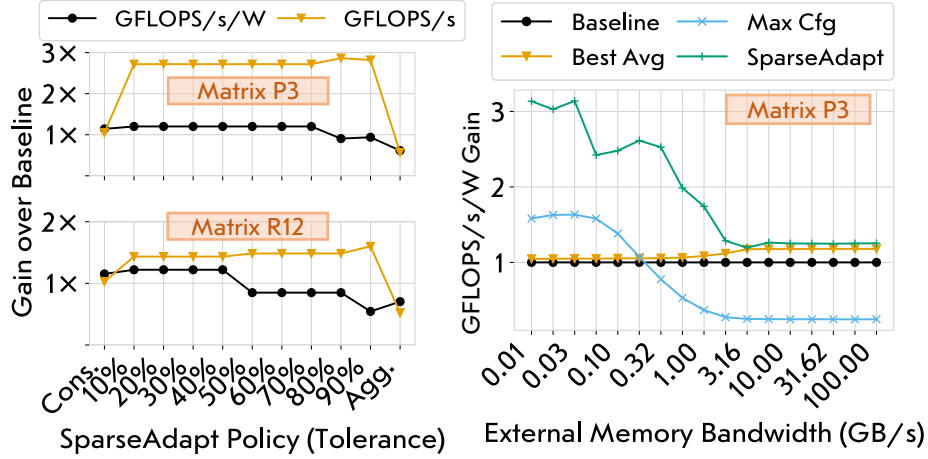 GFLOPS/s/W GFLOPS/s
3×
2×
1×
Matrix P3
2×
1×
Matrix R12
Gain over Baseline
Cons. 10% 20% 30% 40% 50% 60% 70% 80% 90% Agg.
SparseAdapt Policy (Tolerance)
Baseline Max Cfg
Best Avg SparseAdapt
3
2
1
Matrix P3
GFLOPS/s/W Gain
0.01 0.03 0.10 0.32 1.00 3.16 10.00 31.62 100.00
External Memory Bandwidth (GB/s)